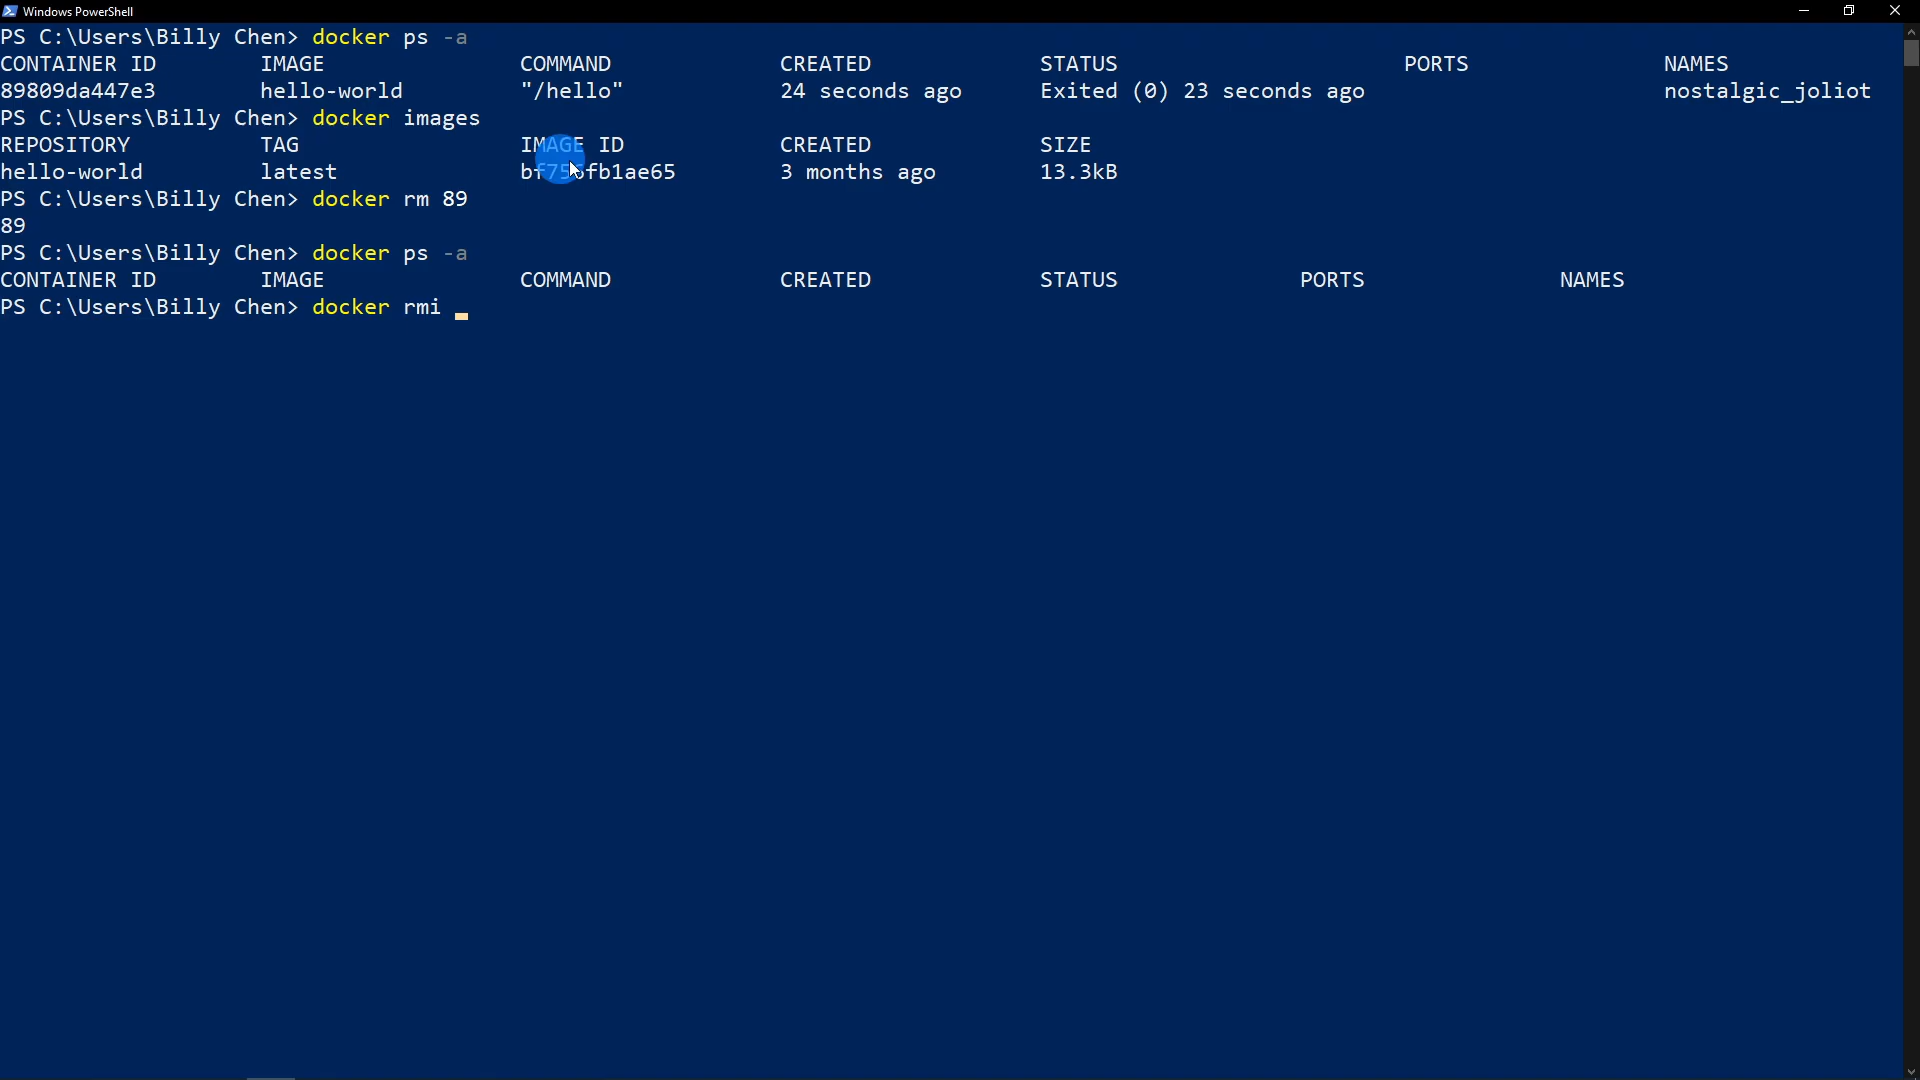 Windows PowerShell
PS C:\Users\Billy Chen> docker ps -a
CONTAINER ID IMAGE COMMAND CREATED STATUS PORTS NAMES
89809da447e3 hello-world "/hello" 24 seconds ago Exited (0) 23 seconds ago nostalgic_joliot
PS C:\Users\Billy Chen> docker images
REPOSITORY TAG IMAGE ID CREATED SIZE
hello-world latest bf756fb1ae65 3 months ago 13.3kB
PS C:\Users\Billy Chen> docker rm 89
89
PS C:\Users\Billy Chen> docker ps -a
CONTAINER ID IMAGE COMMAND CREATED STATUS PORTS NAMES
PS C:\Users\Billy Chen> docker rmi